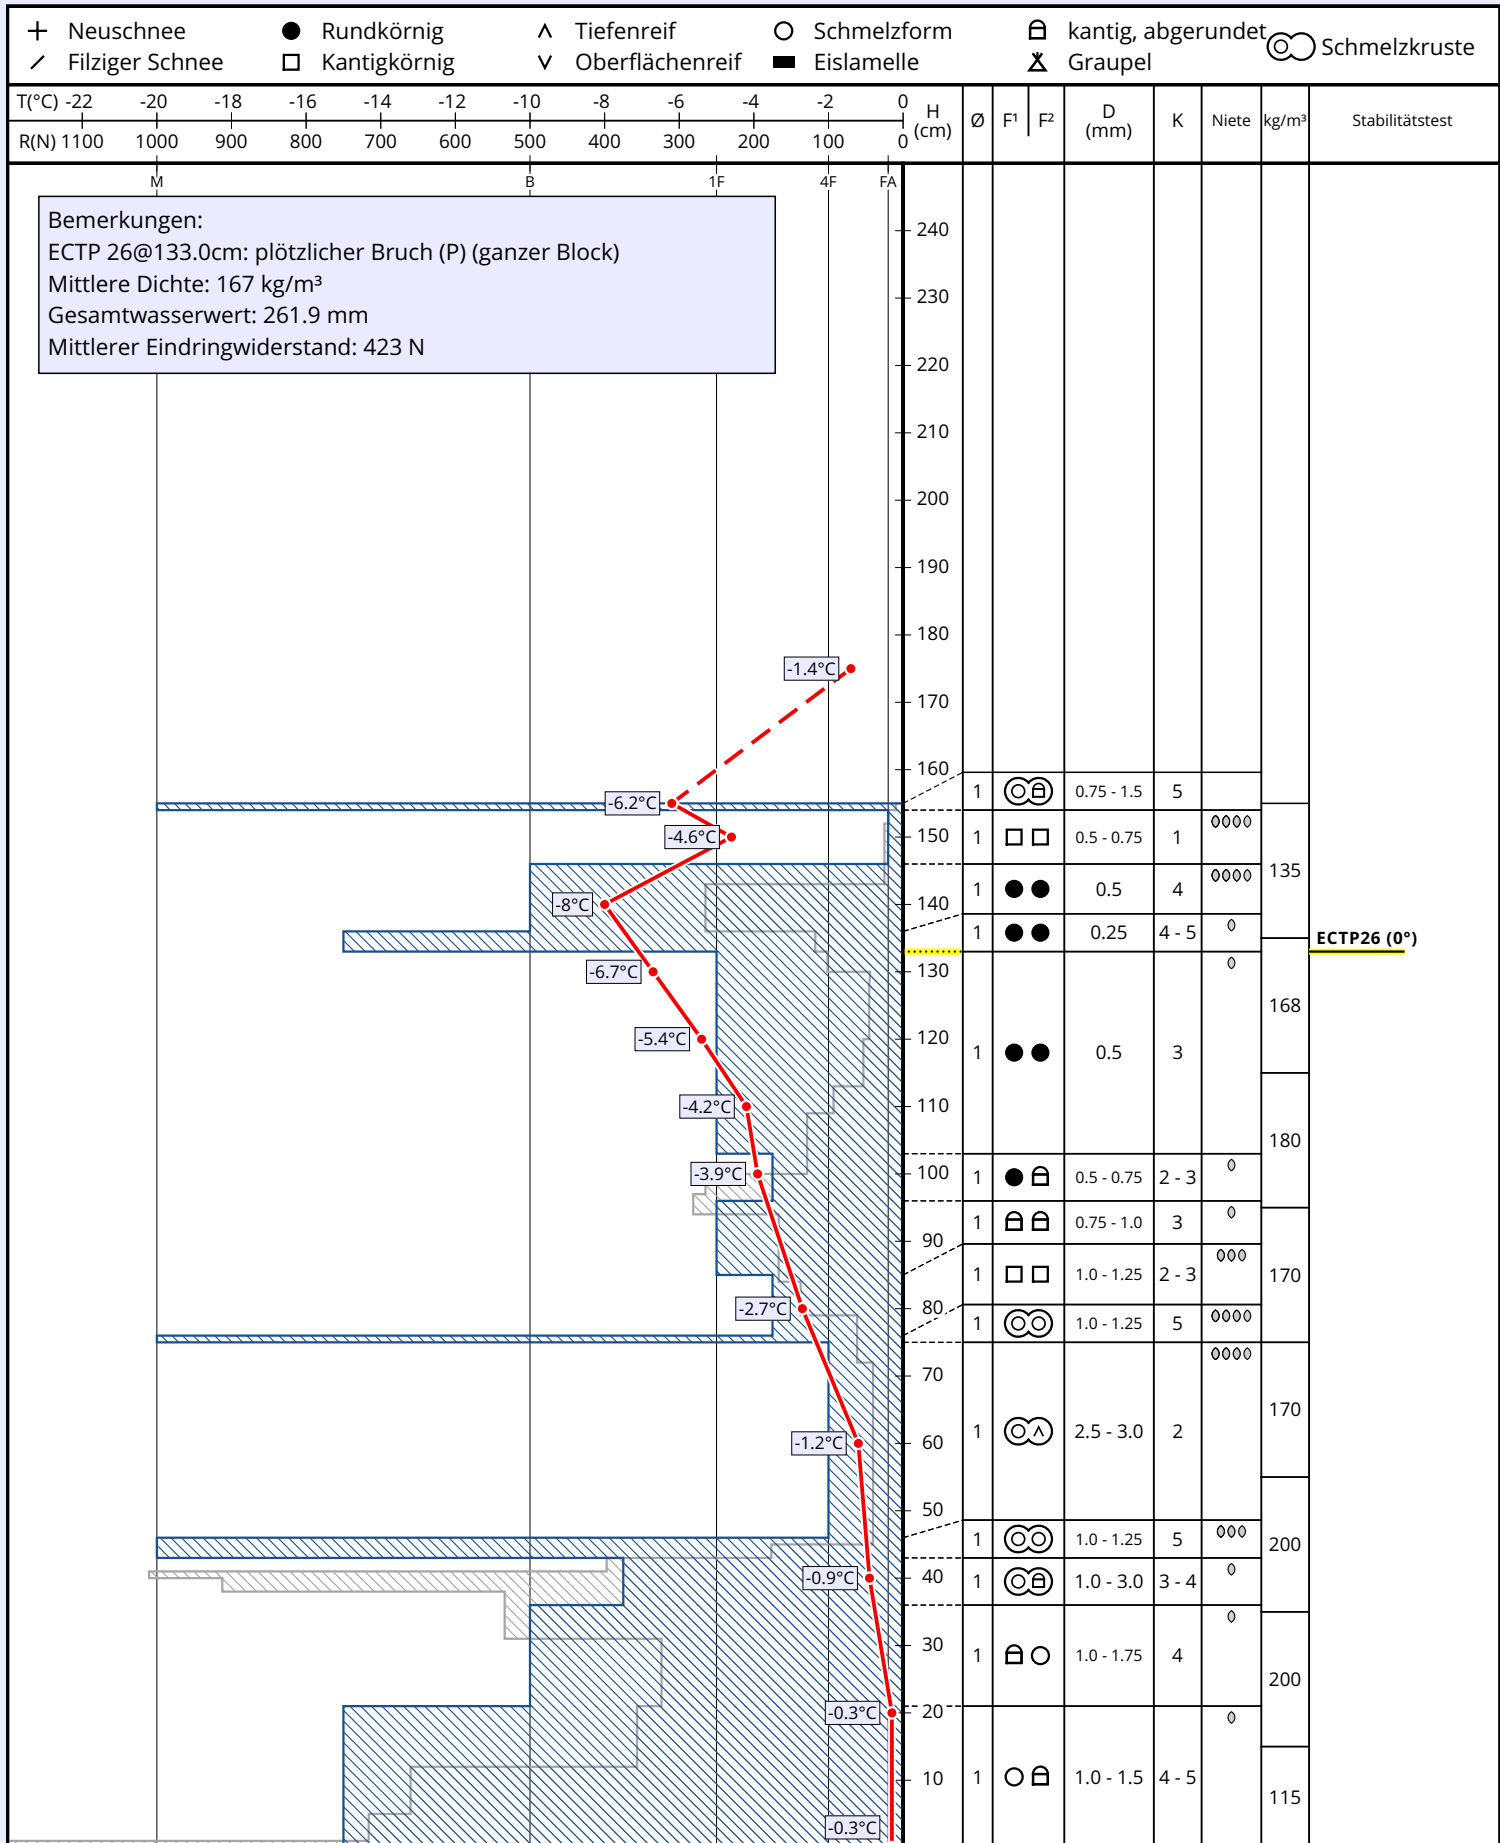 Neuschnee Rundkörnig Tiefenreif Schmelzform kantig, abgerundet Schmelzkruste
Filziger Schnee Kantigkörnig Oberflächenreif Eislamelle Graupel
T(°C) -22 -20 -18 -16 -14 -12 -10 -8 -6 -4 -2 0
R(N) 1100 1000 900 800 700 600 500 400 300 200 100 0
H (cm) Ø F¹ F² D (mm) K Niete kg/m³ Stabilitätstest
M B 1F 4F FA
Bemerkungen:
ECTP 26@133.0cm: plötzlicher Bruch (P) (ganzer Block)
Mittlere Dichte: 167 kg/m³
Gesamtwasserwert: 261.9 mm
Mittlerer Eindringwiderstand: 423 N
240
230
220
210
200
190
180
-1.4°C
170
160
1 0.75 - 1.5 5
-6.2°C
-4.6°C 150 1 0.5 - 0.75 1
135
1 0.5 4
-8°C 140
1 0.25 4 - 5
ECTP26 (0°)
-6.7°C 130
168
-5.4°C 120 1 0.5 3
-4.2°C 110
180
-3.9°C 100 1 0.5 - 0.75 2 - 3
1 0.75 - 1.0 3
90
1 1.0 - 1.25 2 - 3 170
-2.7°C 80
1 1.0 - 1.25 5
70
170
1 2.5 - 3.0 2
-1.2°C 60
50
1 1.0 - 1.25 5 200
-0.9°C 40 1 1.0 - 3.0 3 - 4
30 1 1.0 - 1.75 4
200
-0.3°C 20
10 1 1.0 - 1.5 4 - 5
115
-0.3°C